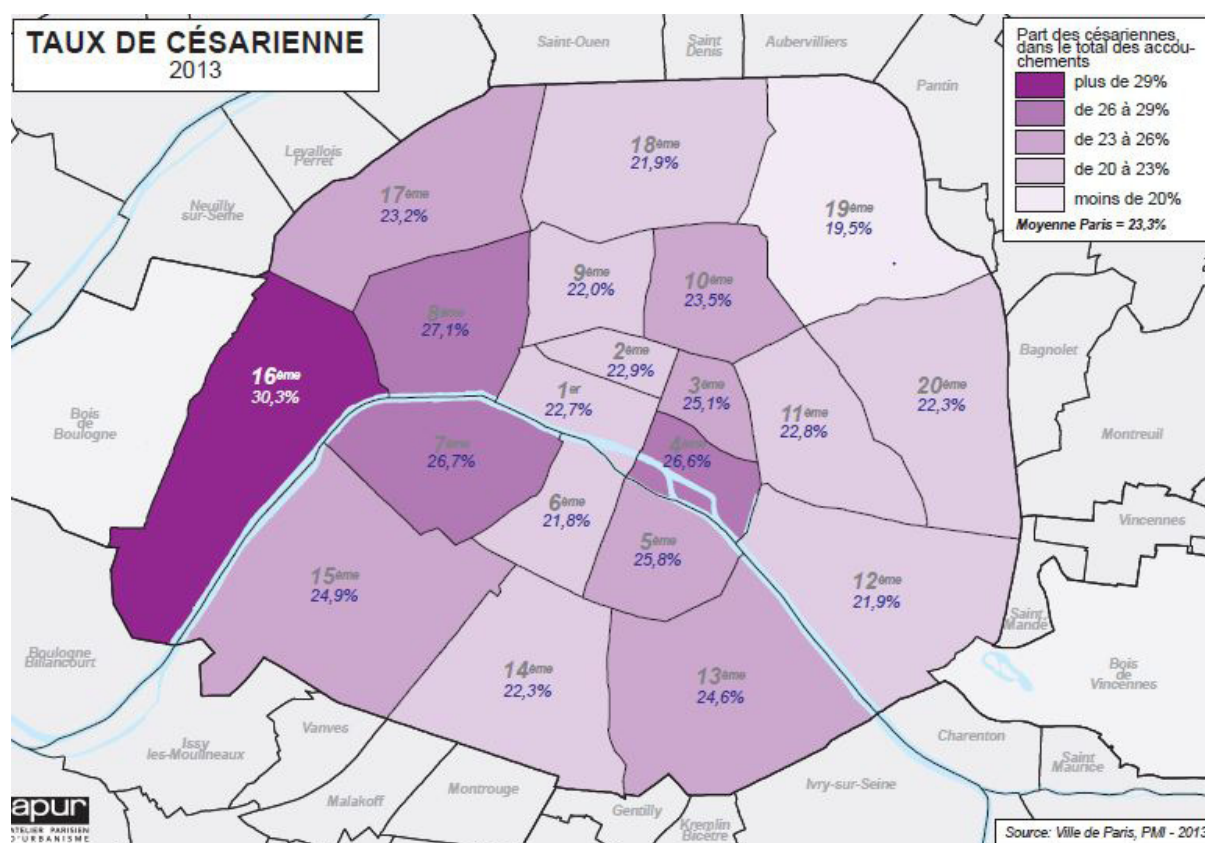 TAUX DE CÉSARIENNE
2013
Saint-Ouen
Saint
Denis
Aubervilliers
Pantin
Part des césariennes,
dans le total des accou-
chements
plus de 29%
de 26 à 29%
de 23 à 26%
de 20 à 23%
moins de 20%
Moyenne Paris = 23,3%
Levallois
Perret
Neuilly
sur-Seine
18ème
21,9%
17ème
23,2%
19ème
19,5%
9ème
22,0%
10ème
23,5%
8ème
27,1%
2ème
22,9%
16ème
30,3%
1er
22,7%
3ème
25,1%
20ème
22,3%
11ème
22,8%
Bagnolet
Bois
de
Boulogne
7ème
26,7%
4ème
26,6%
Montreuil
6ème
21,8%
5ème
25,8%
Vincennes
15ème
24,9%
12ème
21,9%
Saint
Mandé
Boulogne
Billancourt
14ème
22,3%
13ème
24,6%
Bois
de
Vincennes
Issy
les-Moulineaux
Vanves
Charenton
Saint
Maurice
Malakoff
Montrouge
Gentilly
Kremlin
Bicêtre
Ivry-sur-Seine
apur
ATELIER PARISIEN
D'URBANISME
Source: Ville de Paris, PMI - 2013